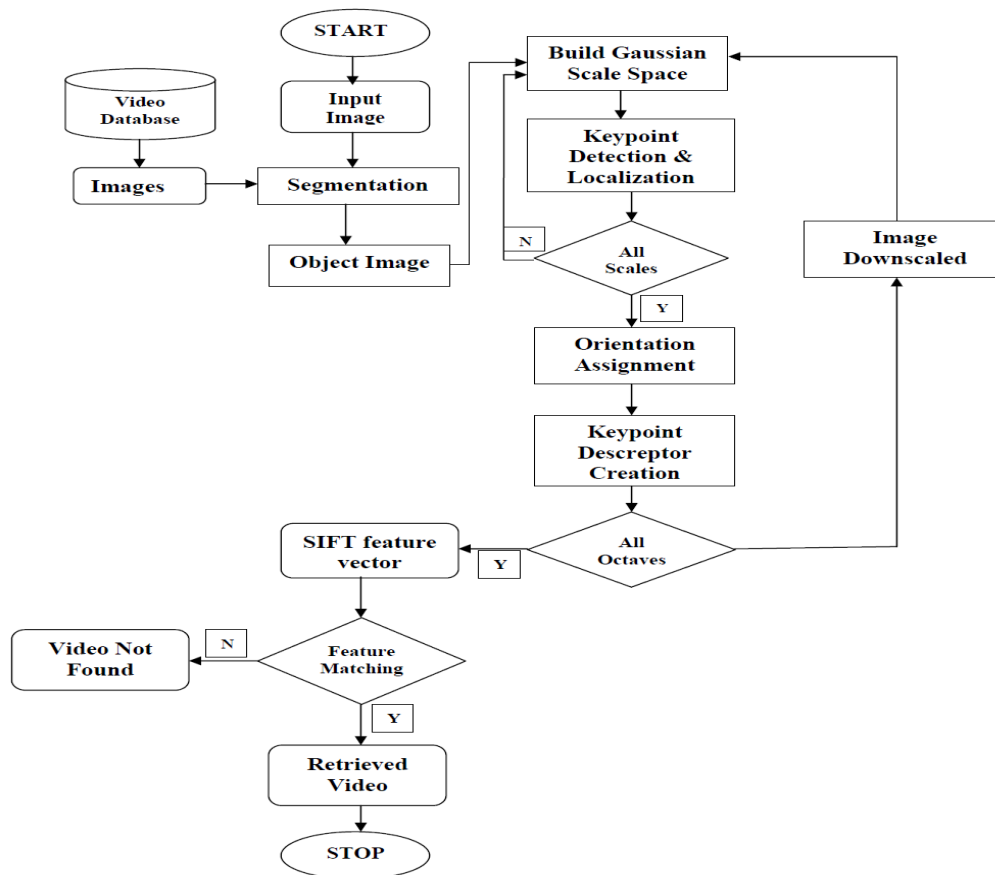 START
Input
Image
Video
Database
Images
Segmentation
Object Image
Build Gaussian
Scale Space
Keypoint
Detection &
Localization
N
All
Scales
Y
Image
Downscaled
Orientation
Assignment
Keypoint
Descreptor
Creation
All
Octaves
Y
SIFT feature
vector
Feature
Matching
N
Video Not
Found
Y
Retrieved
Video
STOP